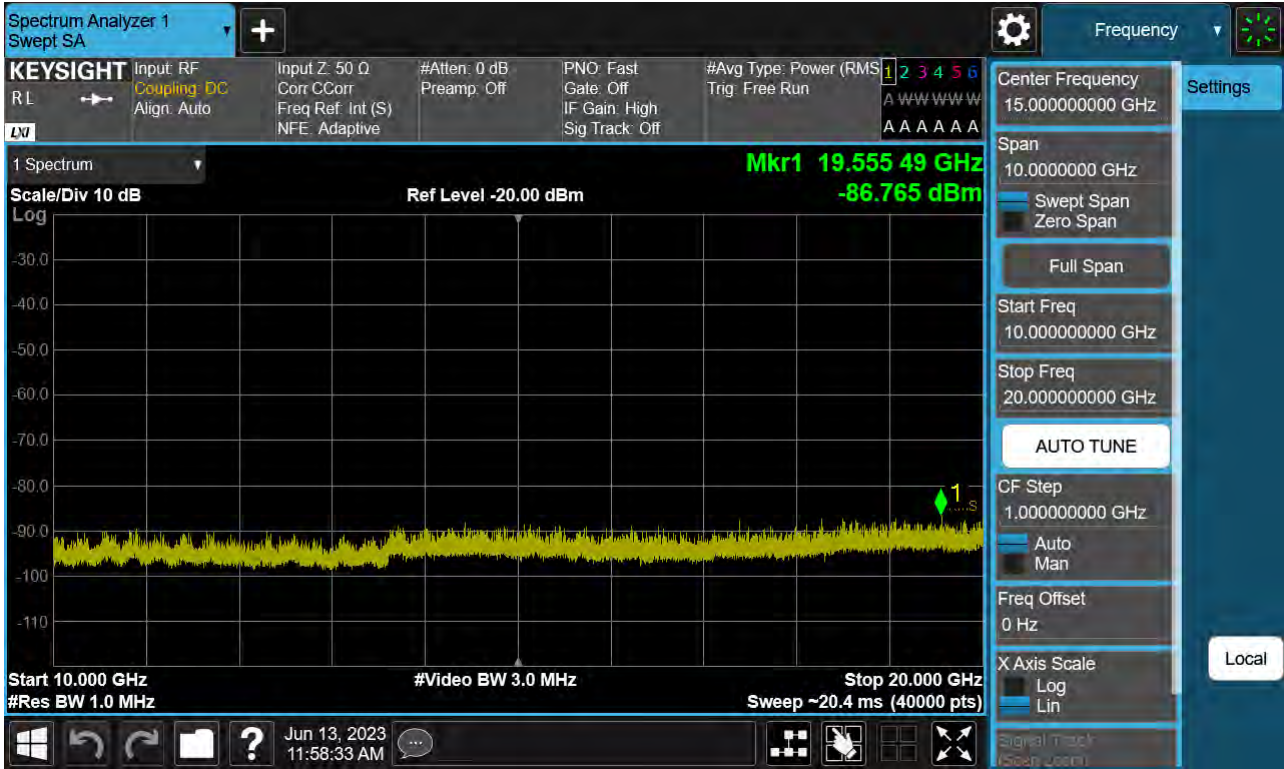 Spectrum Analyzer 1
Swept SA
Frequency
KEYSIGHT
R L
LXI
Input: RF
Coupling: DC
Align: Auto
Input Z: 50 Ω
Corr CCorr
Freq Ref: Int (S)
NFE: Adaptive
#Atten: 0 dB
Preamp: Off
PNO: Fast
Gate: Off
IF Gain: High
Sig Track: Off
#Avg Type: Power (RMS
Trig: Free Run
1 2 3 4 5 6
A W W W W W
A A A A A A
1 Spectrum
Scale/Div 10 dB
Log
Ref Level -20.00 dBm
Mkr1 19.555 49 GHz
-86.765 dBm
-30.0
-40.0
-50.0
-60.0
-70.0
-80.0
-90.0
-100
-110
1
S
Start 10.000 GHz
#Res BW 1.0 MHz
#Video BW 3.0 MHz
Stop 20.000 GHz
Sweep ~20.4 ms (40000 pts)
Center Frequency
15.000000000 GHz
Span
10.0000000 GHz
Swept Span
Zero Span
Full Span
Start Freq
10.000000000 GHz
Stop Freq
20.000000000 GHz
AUTO TUNE
CF Step
1.000000000 GHz
Auto
Man
Freq Offset
0 Hz
X Axis Scale
Log
Lin
Signal Track
(Span Zoom)
Settings
Local
?
Jun 13, 2023
11:58:33 AM